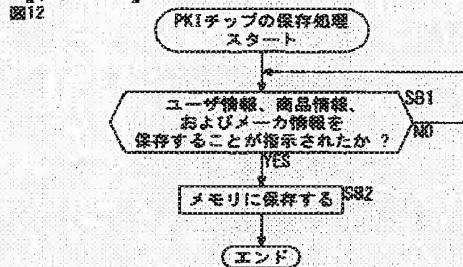 図12
PKIチップの保存処理
スタート
ユーザ情報、商品情報、
およびメーカ情報を
保存することが指示されたか ?
S81
NO
YES
メモリに保存する
S82
エンド